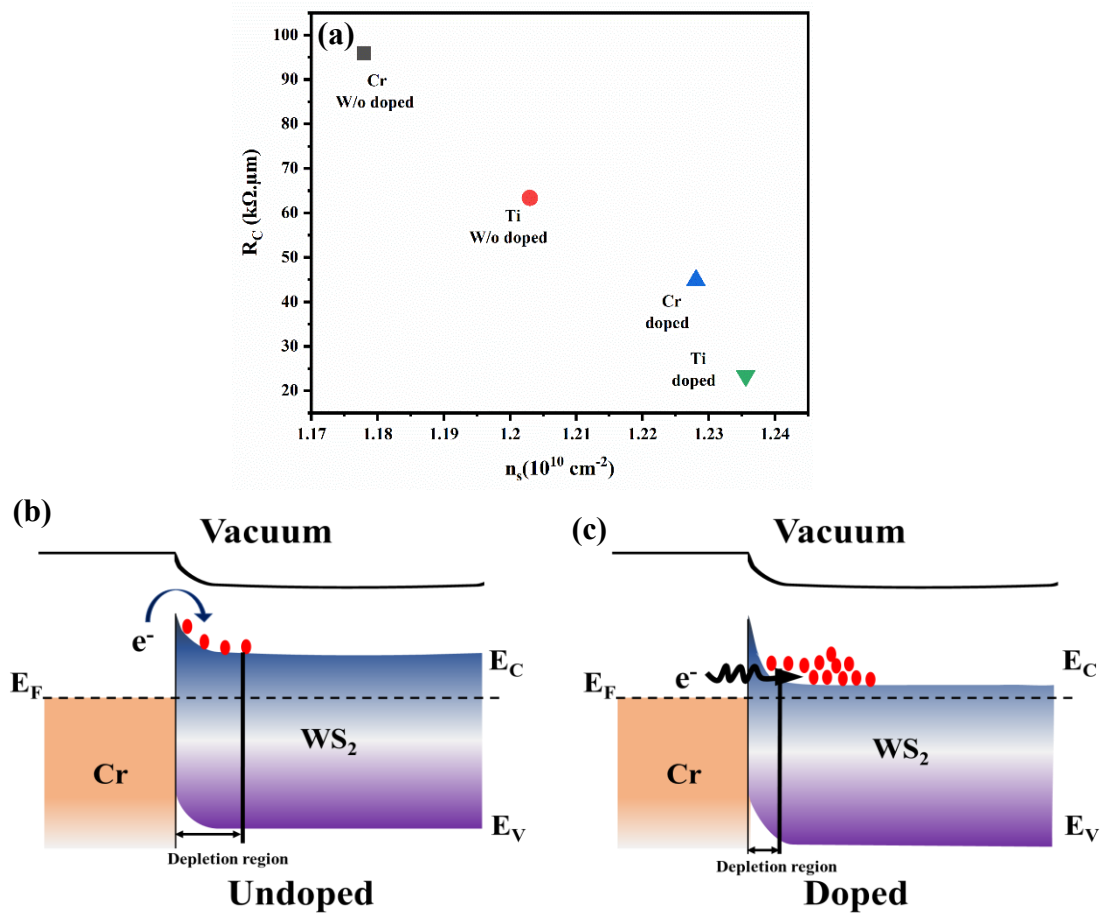 (a)
100
90
80
70
60
50
40
30
20
R_C (kΩ.µm)
Cr
W/o doped
Ti
W/o doped
Cr
doped
Ti
doped
1.17 1.18 1.19 1.2 1.21 1.22 1.23 1.24
n_s(10^10 cm^-2)
(b)
Vacuum
e^-
E_C
E_F
WS_2
Cr
E_V
Depletion region
Undoped
(c)
Vacuum
E_C
E_F
e^-
WS_2
Cr
E_V
Depletion region
Doped